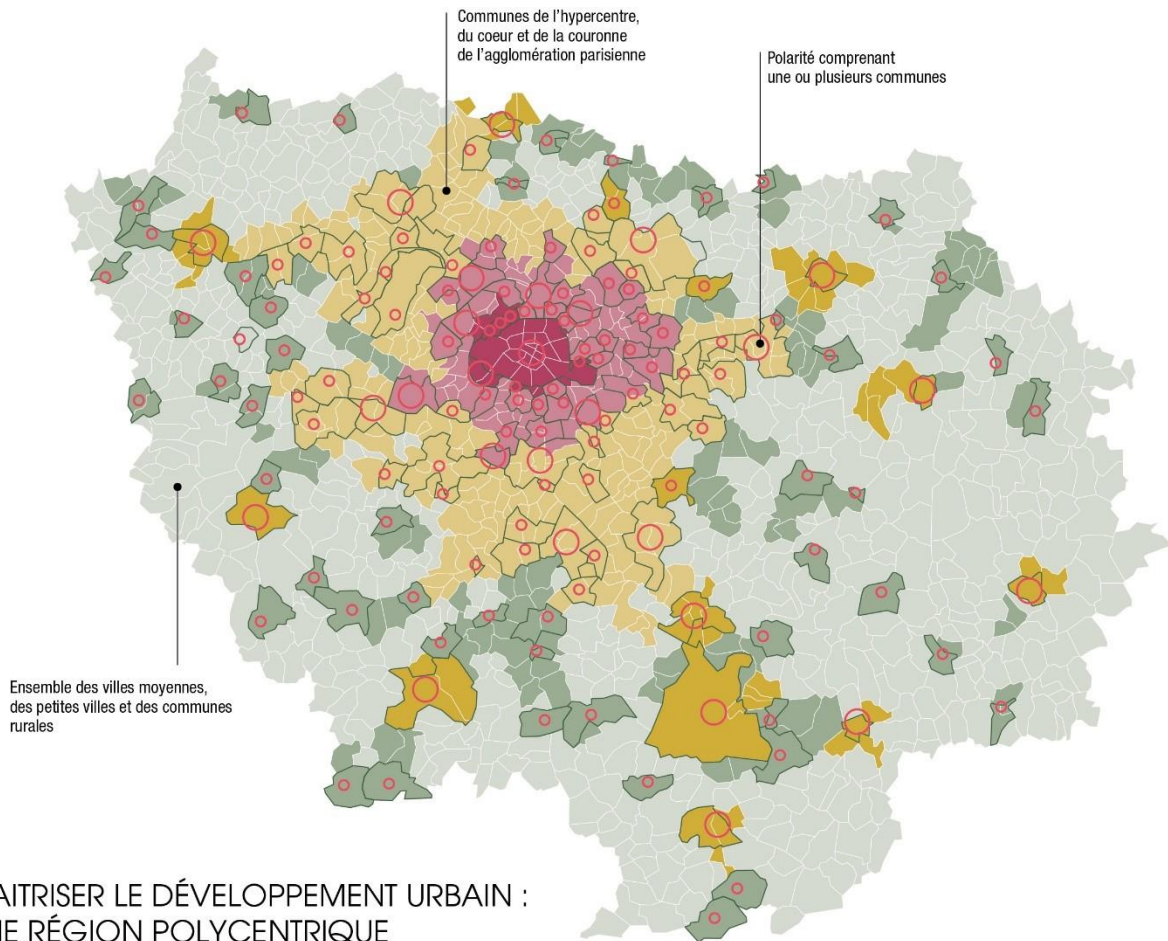 Communes de l'hypercentre,
du coeur et de la couronne
de l'agglomération parisienne
Polarité comprenant
une ou plusieurs communes
Ensemble des villes moyennes,
des petites villes et des communes
rurales
AITRISER LE DÉVELOPPEMENT URBAIN :
NE RÉGION POLYCENTRIQUE